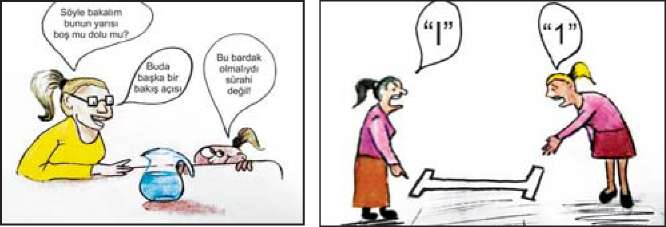 Söyle bakalım
bunun yarısı
boş mu dolu mu?
Buda
başka bir
bakış açısı
Bu bardak
olmalıydı
sürahi
değil!
“I”
“1”